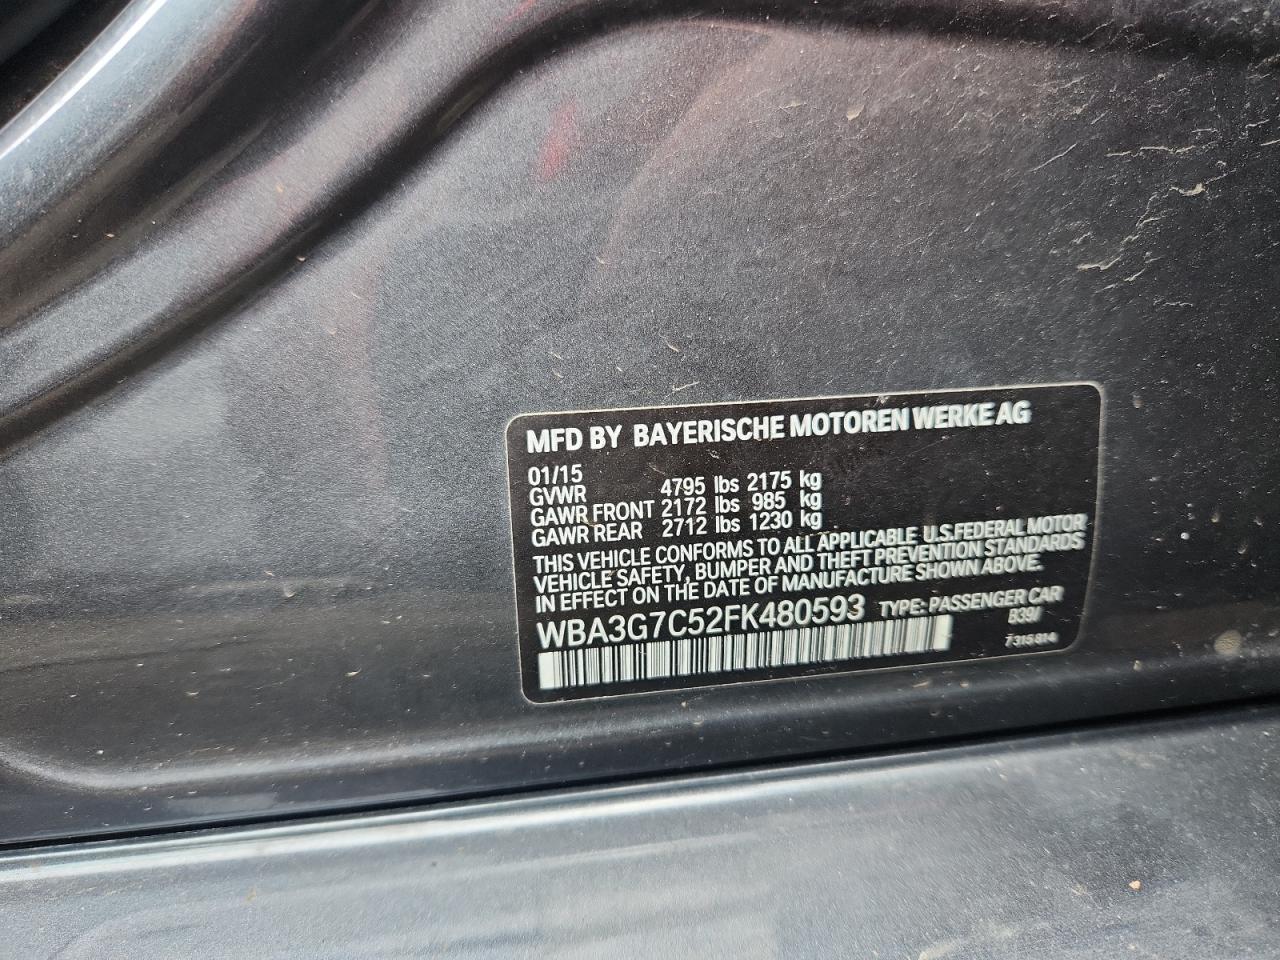 MFD BY BAYERISCHE MOTOREN WERKE AG
01/15
GVWR 4795 lbs 2175 kg
GAWR FRONT 2172 lbs 985 kg
GAWR REAR 2712 lbs 1230 kg
THIS VEHICLE CONFORMS TO ALL APPLICABLE U.S.FEDERAL MOTOR
VEHICLE SAFETY, BUMPER AND THEFT PREVENTION STANDARDS
IN EFFECT ON THE DATE OF MANUFACTURE SHOWN ABOVE.
WBA3G7C52FK480593 TYPE: PASSENGER CAR
B39/
7315814